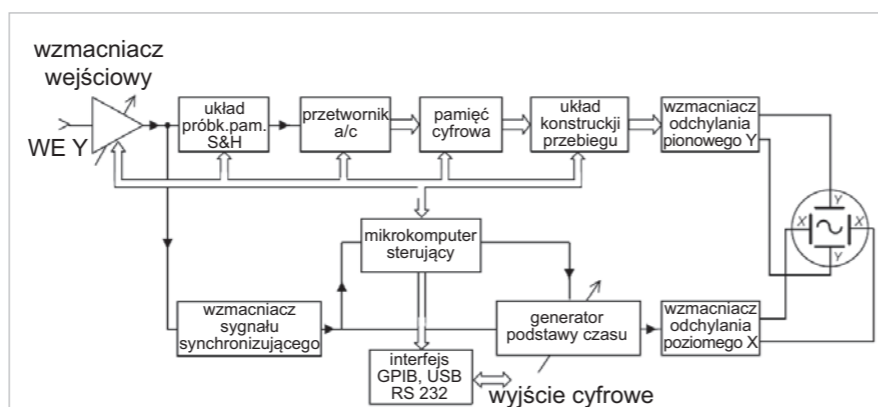 wzmacniacz
wejściowy
WE Y
układ
próbk.pam.
S&H
przetwornik
a/c
pamięć
cyfrowa
układ
konstruckji
przebiegu
wzmacniacz
odchylania
pionowego Y
mikrokomputer
sterujący
Y
X
X
Y
wzmacniacz
sygnału
synchronizującego
generator
podstawy czasu
wzmacniacz
odchylania
poziomego X
interfejs
GPIB, USB
RS 232
wyjście cyfrowe